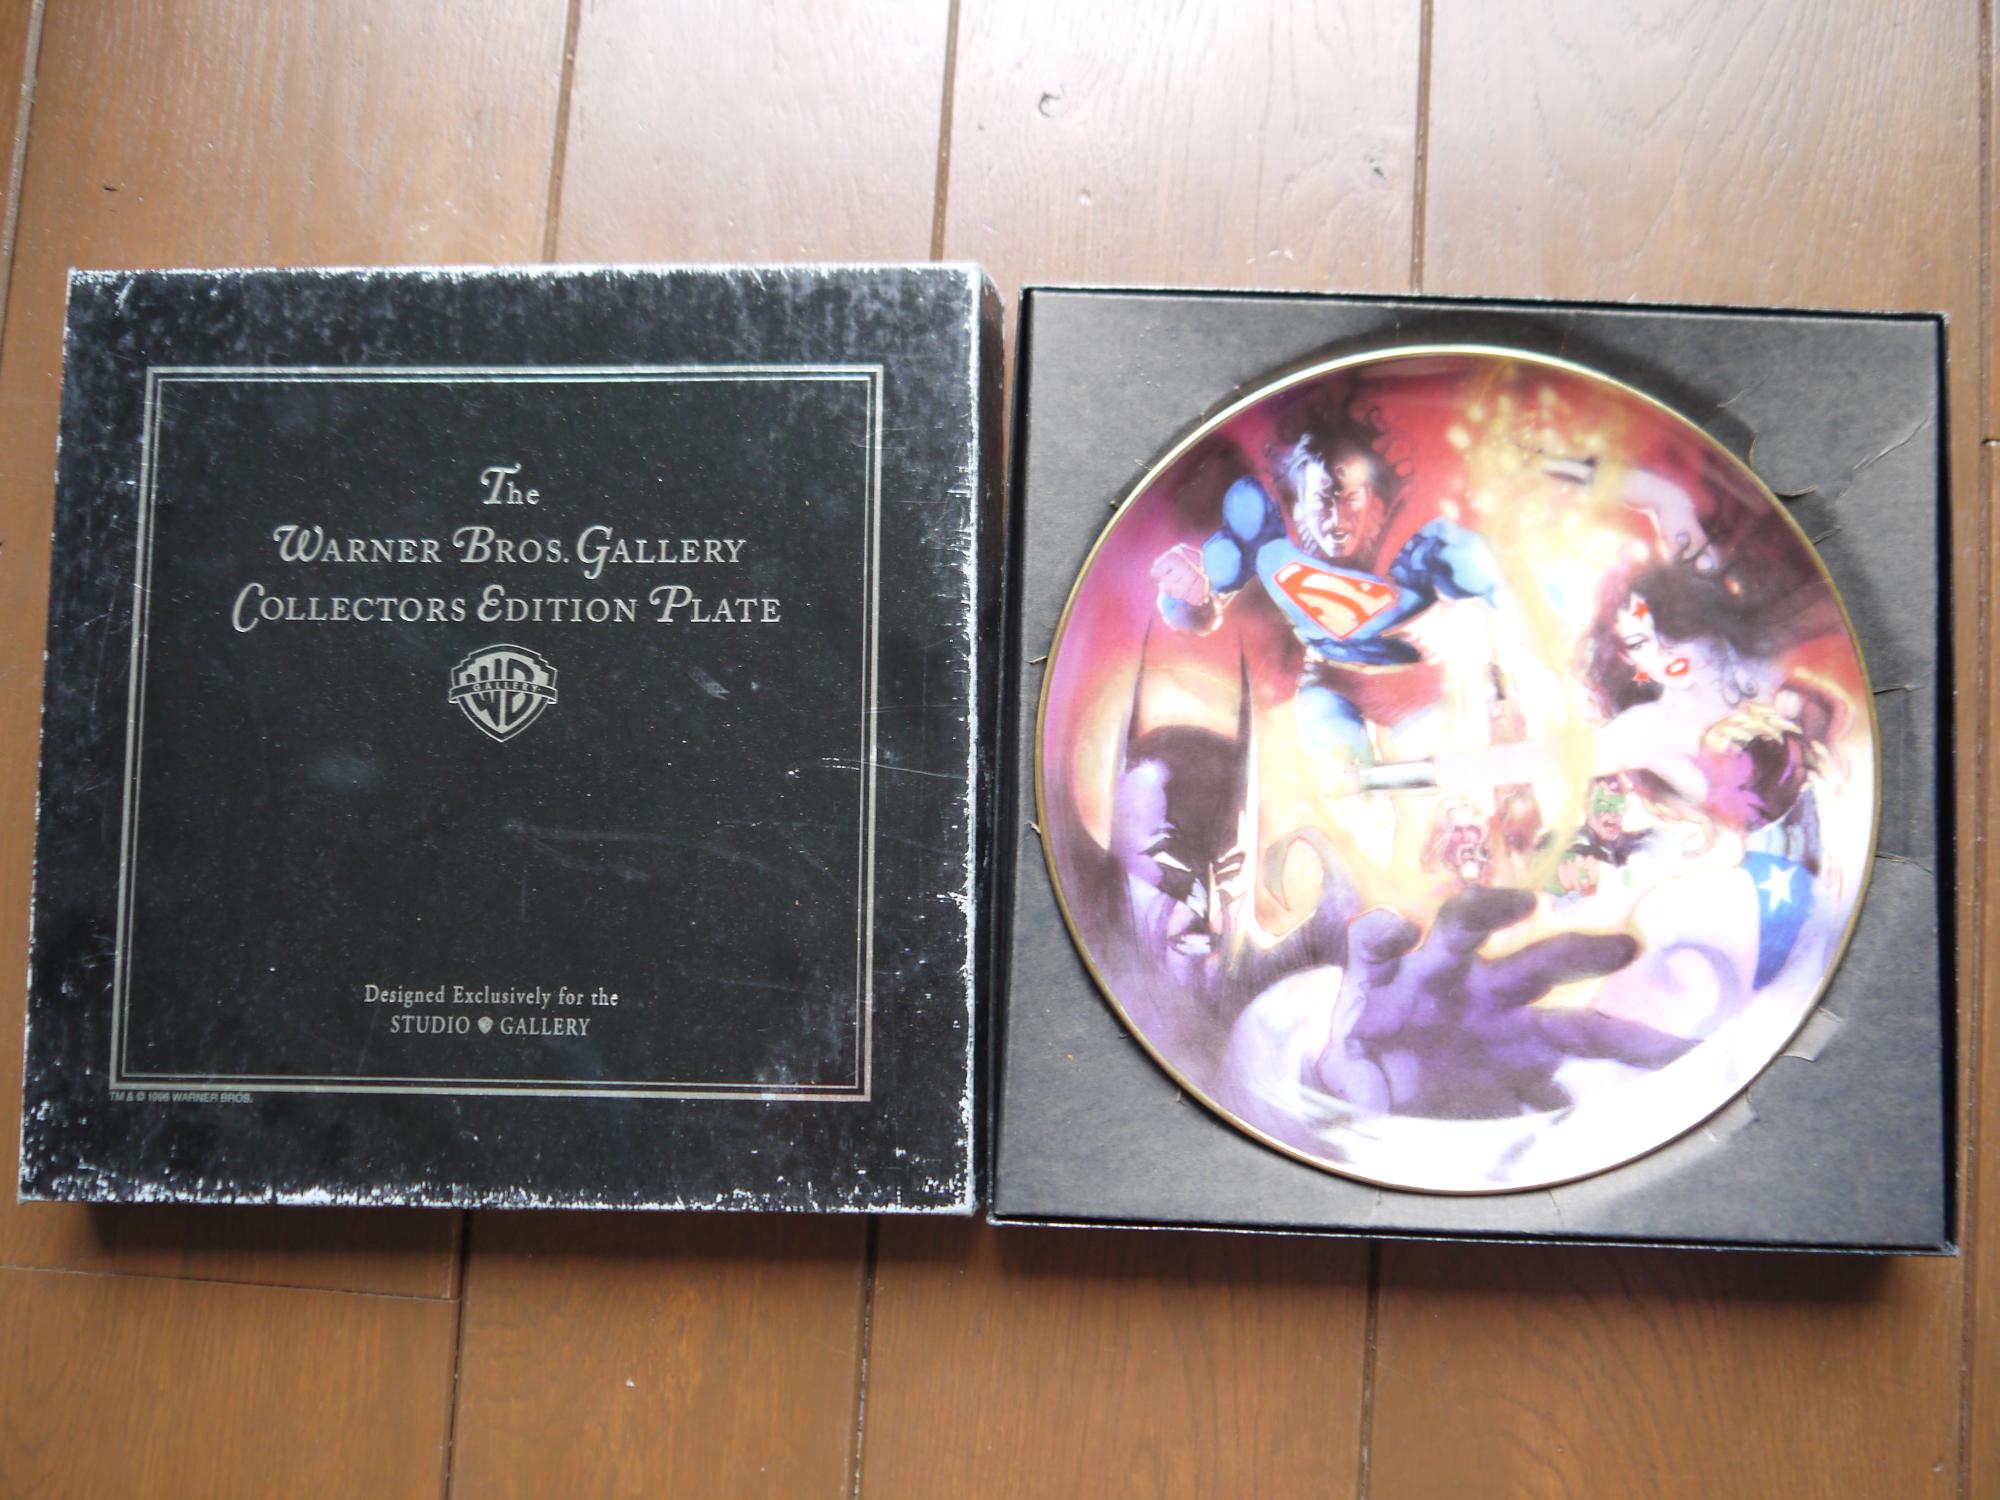 The
Warner Bros. Gallery
Collectors Edition Plate
GALLERY
Designed Exclusively for the
STUDIO GALLERY
TM & © 1996 WARNER BROS.